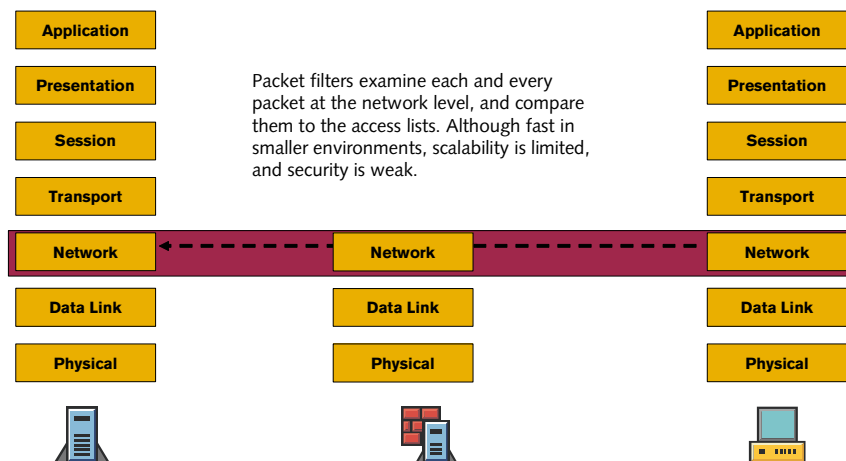 Application
Application
Presentation
Packet filters examine each and every
packet at the network level, and compare
them to the access lists. Although fast in
smaller environments, scalability is limited,
and security is weak.
Presentation
Session
Session
Transport
Transport
Network
Network
Network
Data Link
Data Link
Data Link
Physical
Physical
Physical